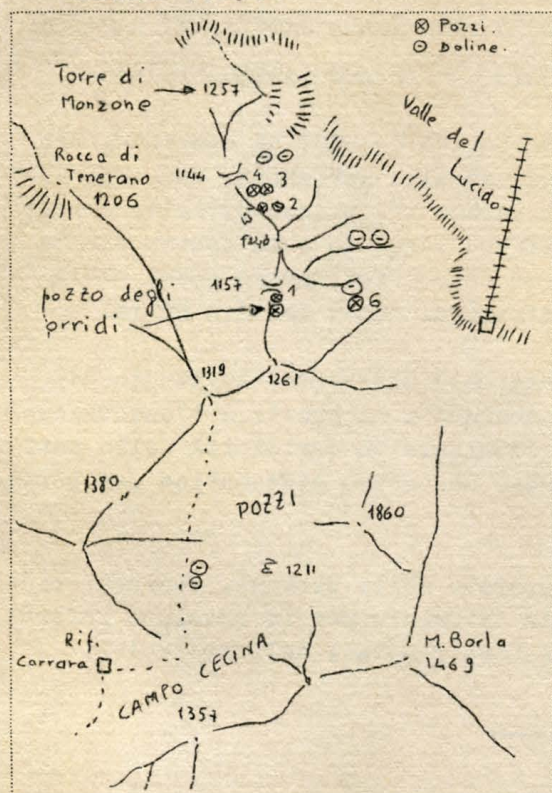 ⊗ Pozzi.
⊖ Doline.
Torre di
Monzone
1257
Valle del
Lucido
Rocca di
Tenerano
1206
1144
4
3
2
1157
1
pozzo degli
orridi
6
1319
1261
1380
POZZI
1860
1211
Rif.
Carrara
CAMPO CECINA
M. Borla
1469
1357